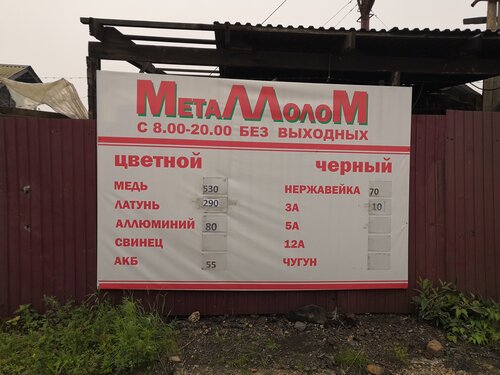 МеТаЛЛолоМ
С 8.00-20.00 БЕЗ ВЫХОДНЫХ
ЦВЕТНОЙ
МЕДЬ 530
ЛАТУНЬ 290
АЛЛЮМИНИЙ 80
СВИНЕЦ
АКБ 55
ЧЕРНЫЙ
НЕРЖАВЕЙКА 70
3А 10
5А
12А
ЧУГУН